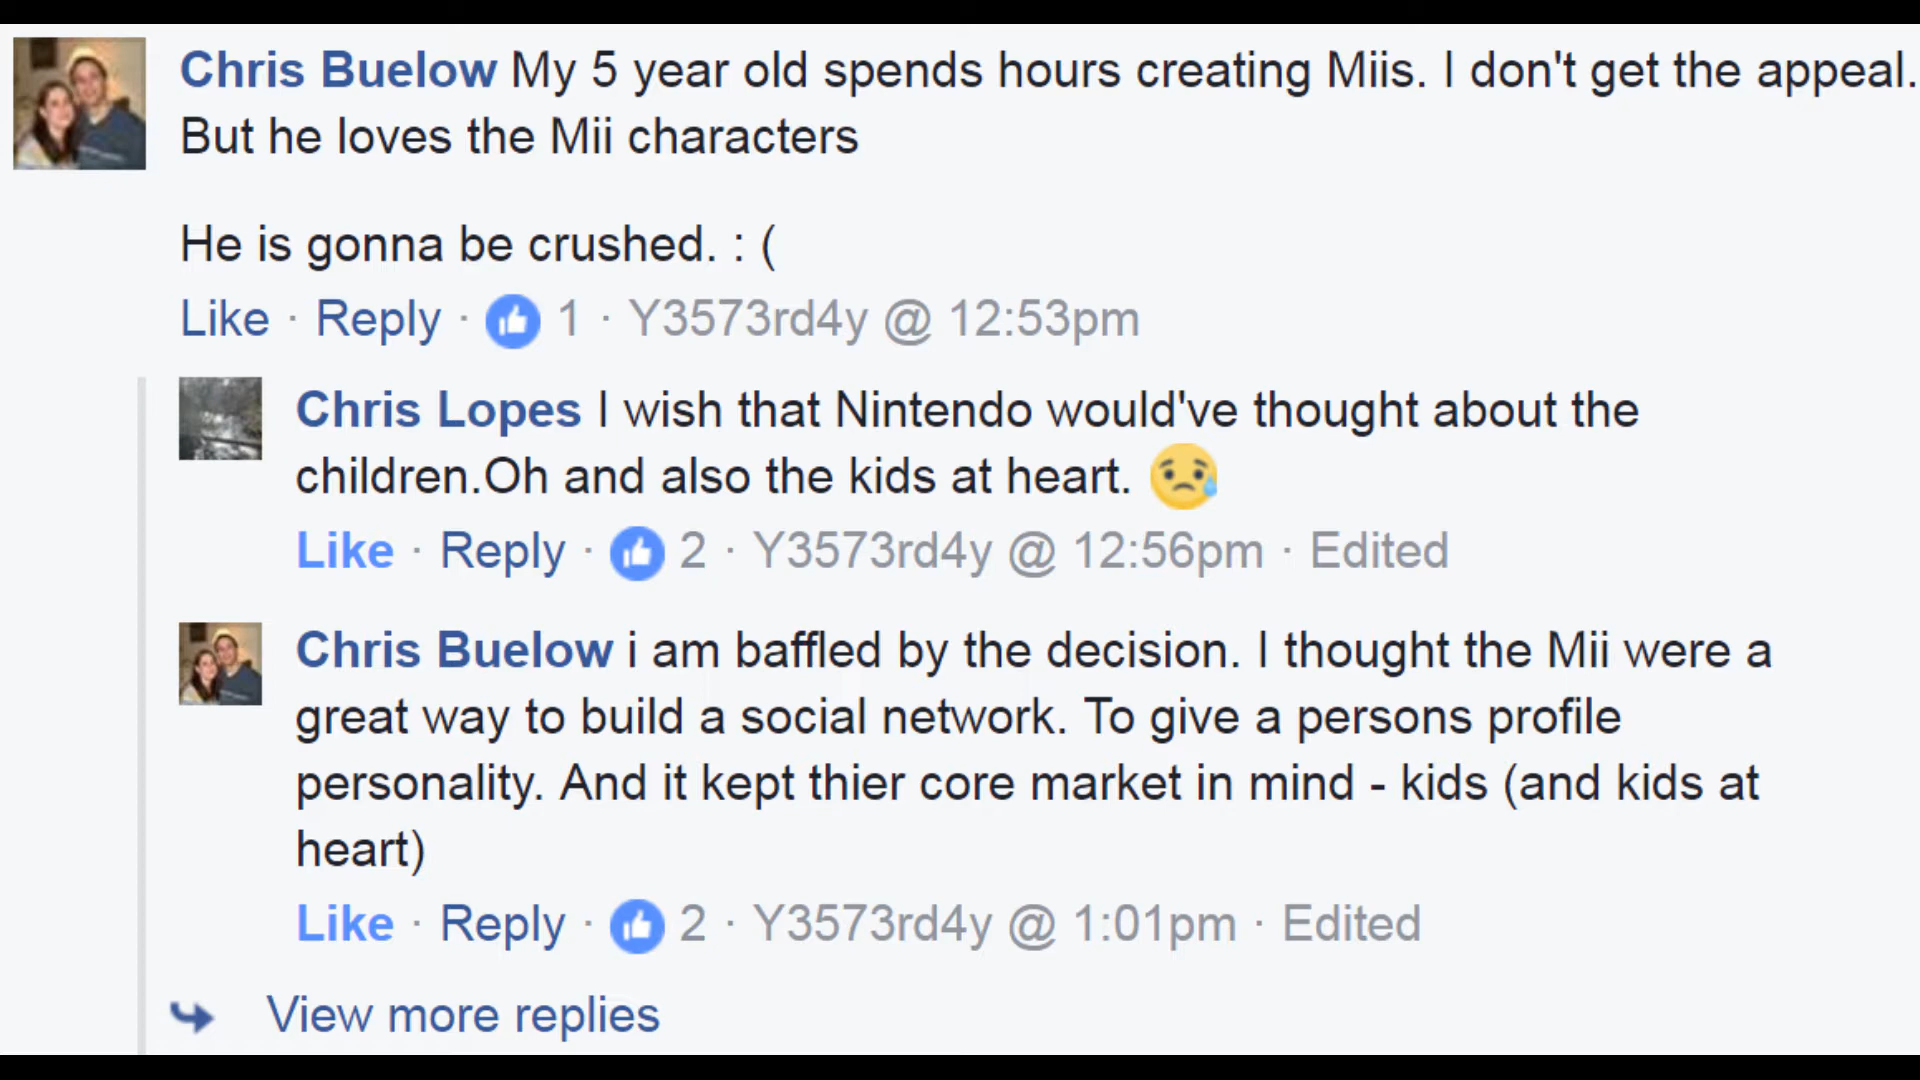 Chris Buelow My 5 year old spends hours creating Miis. I don't get the appeal.
But he loves the Mii characters
He is gonna be crushed. : (
Like · Reply · 1 · Y3573rd4y @ 12:53pm
Chris Lopes I wish that Nintendo would've thought about the
children.Oh and also the kids at heart. 😥
Like · Reply · 2 · Y3573rd4y @ 12:56pm · Edited
Chris Buelow i am baffled by the decision. I thought the Mii were a
great way to build a social network. To give a persons profile
personality. And it kept thier core market in mind - kids (and kids at
heart)
Like · Reply · 2 · Y3573rd4y @ 1:01pm · Edited
View more replies